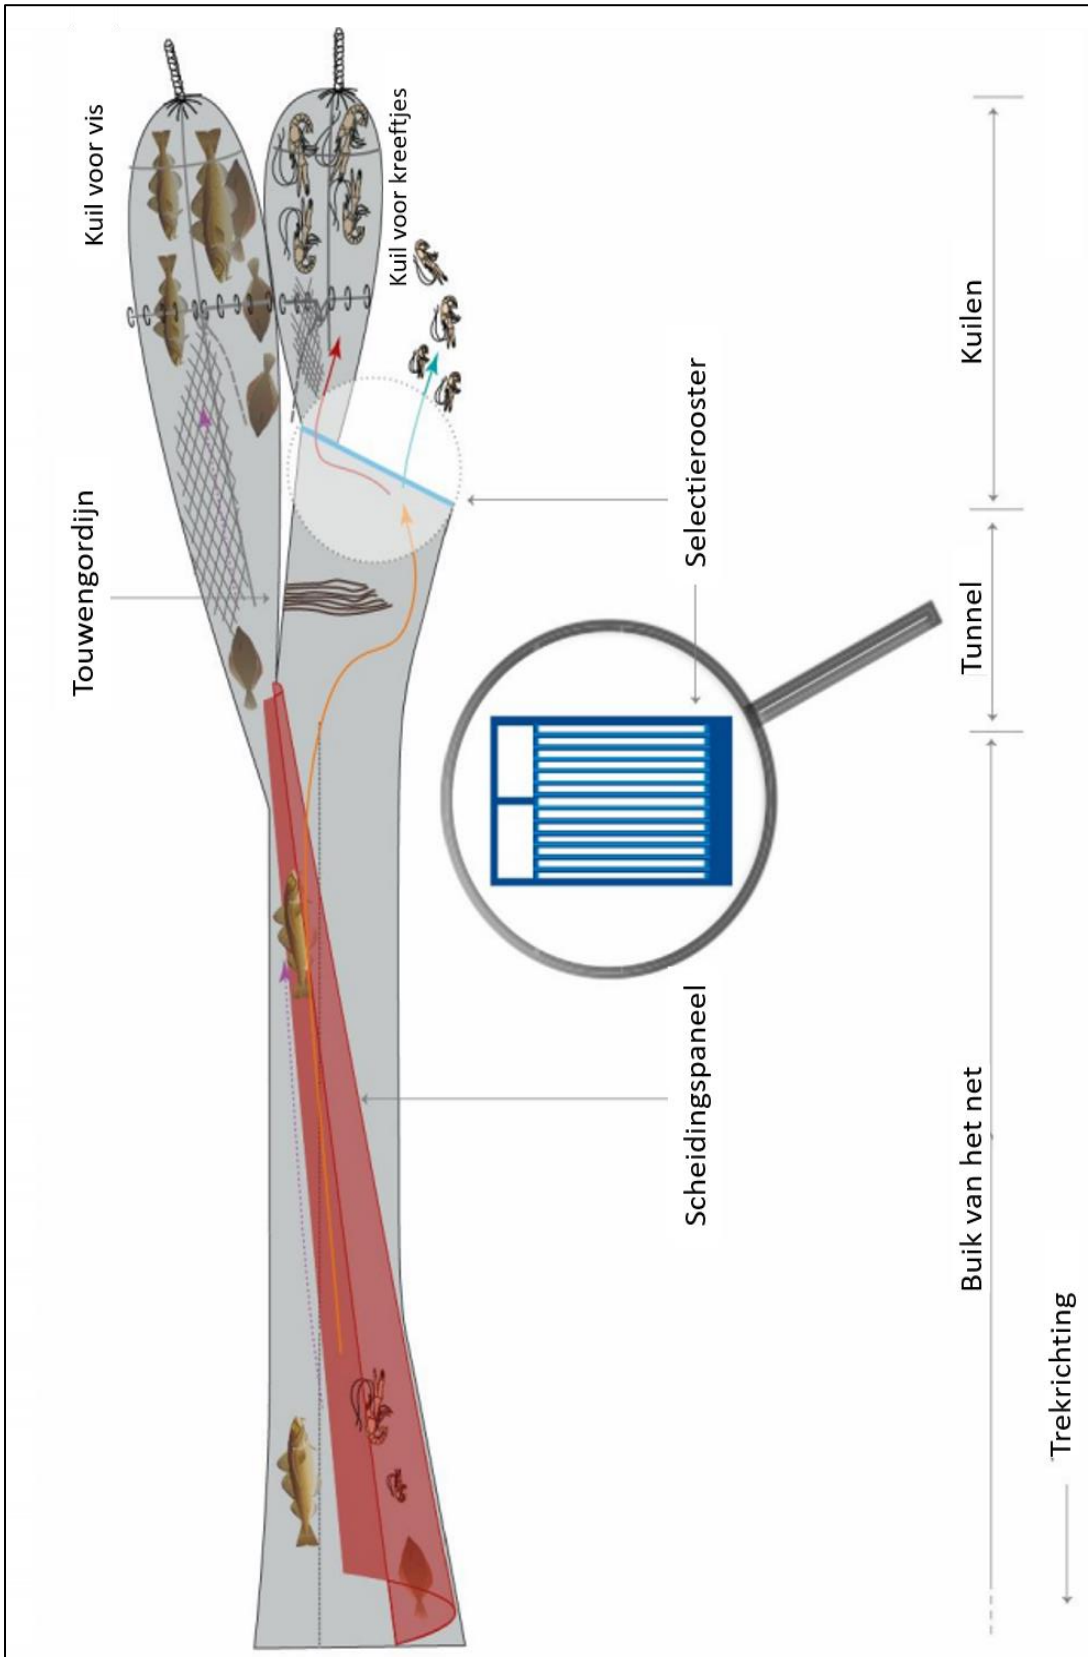 Kuil voor vis
Kuil voor kreeftjes
Touwengordijn
Selectierooster
Scheidingspaneel
Kuilen
Tunnel
Buik van het net
Trekrichting